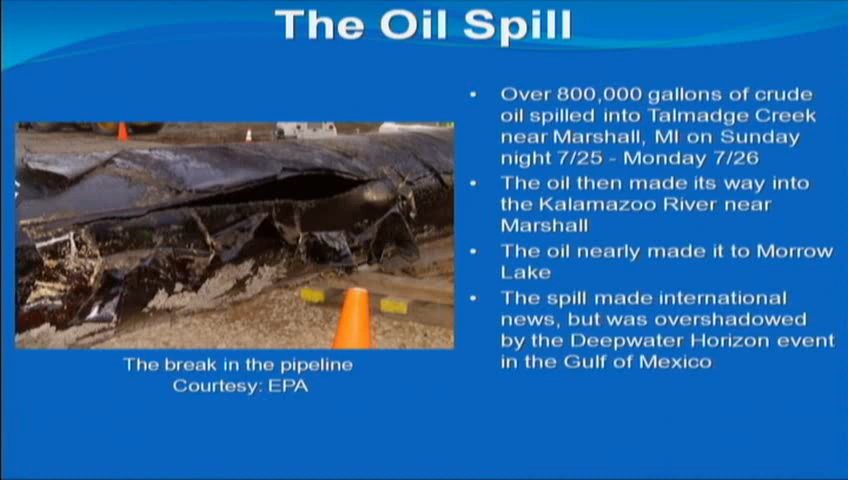 The Oil Spill
• Over 800,000 gallons of crude
oil spilled into Talmadge Creek
near Marshall, MI on Sunday
night 7/25 - Monday 7/26
• The oil then made its way into
the Kalamazoo River near
Marshall
• The oil nearly made it to Morrow
Lake
• The spill made international
news, but was overshadowed
by the Deepwater Horizon event
in the Gulf of Mexico
The break in the pipeline
Courtesy: EPA